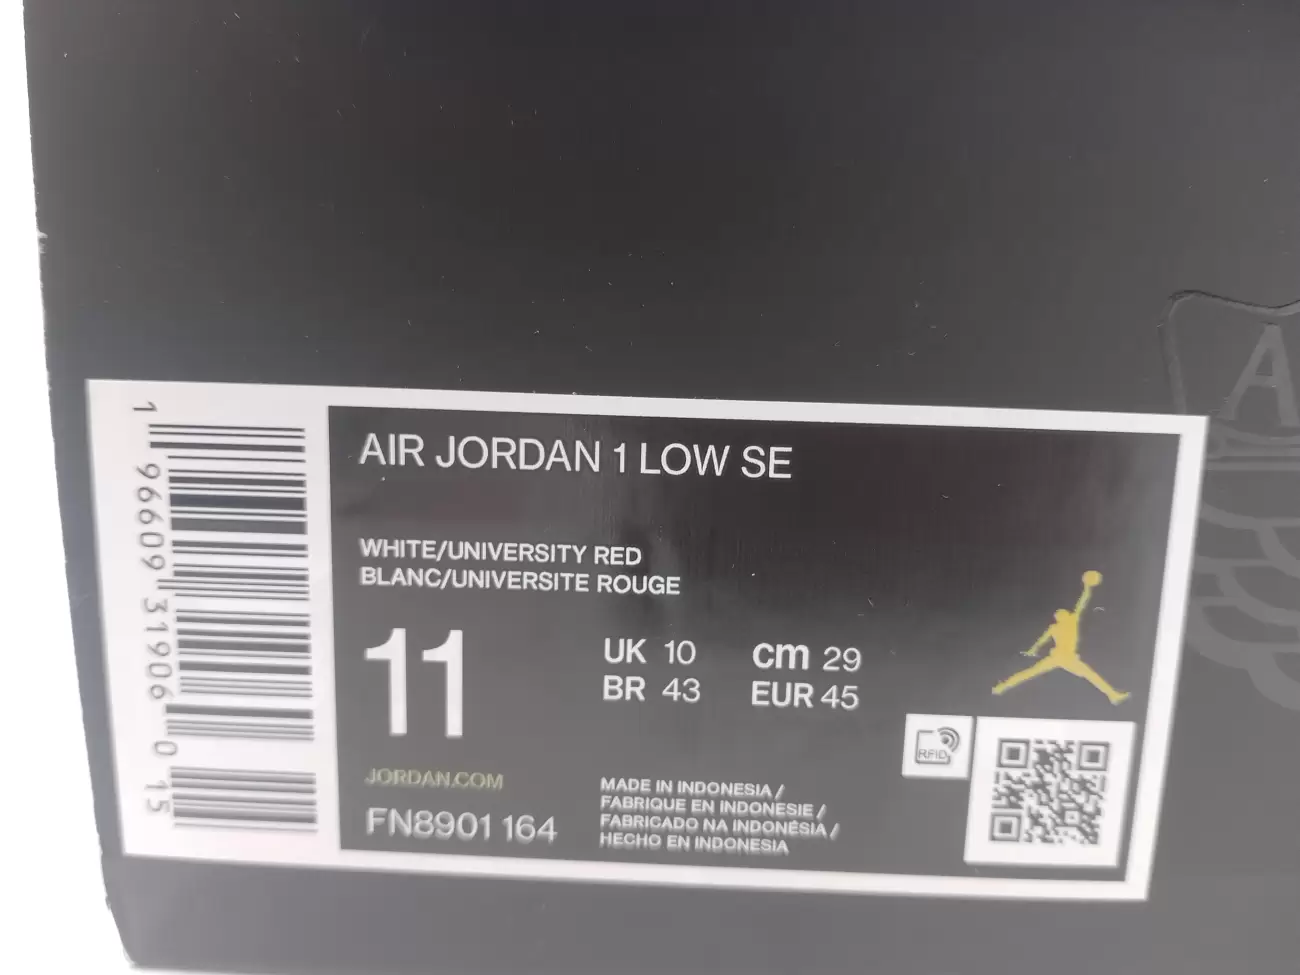 1 96609 31906 0 15
AIR JORDAN 1 LOW SE
WHITE/UNIVERSITY RED
BLANC/UNIVERSITE ROUGE
11
UK 10
BR 43
cm 29
EUR 45
JORDAN.COM
FN8901 164
MADE IN INDONESIA /
FABRIQUE EN INDONESIE /
FABRICADO NA INDONÉSIA /
HECHO EN INDONESIA
RFID
A